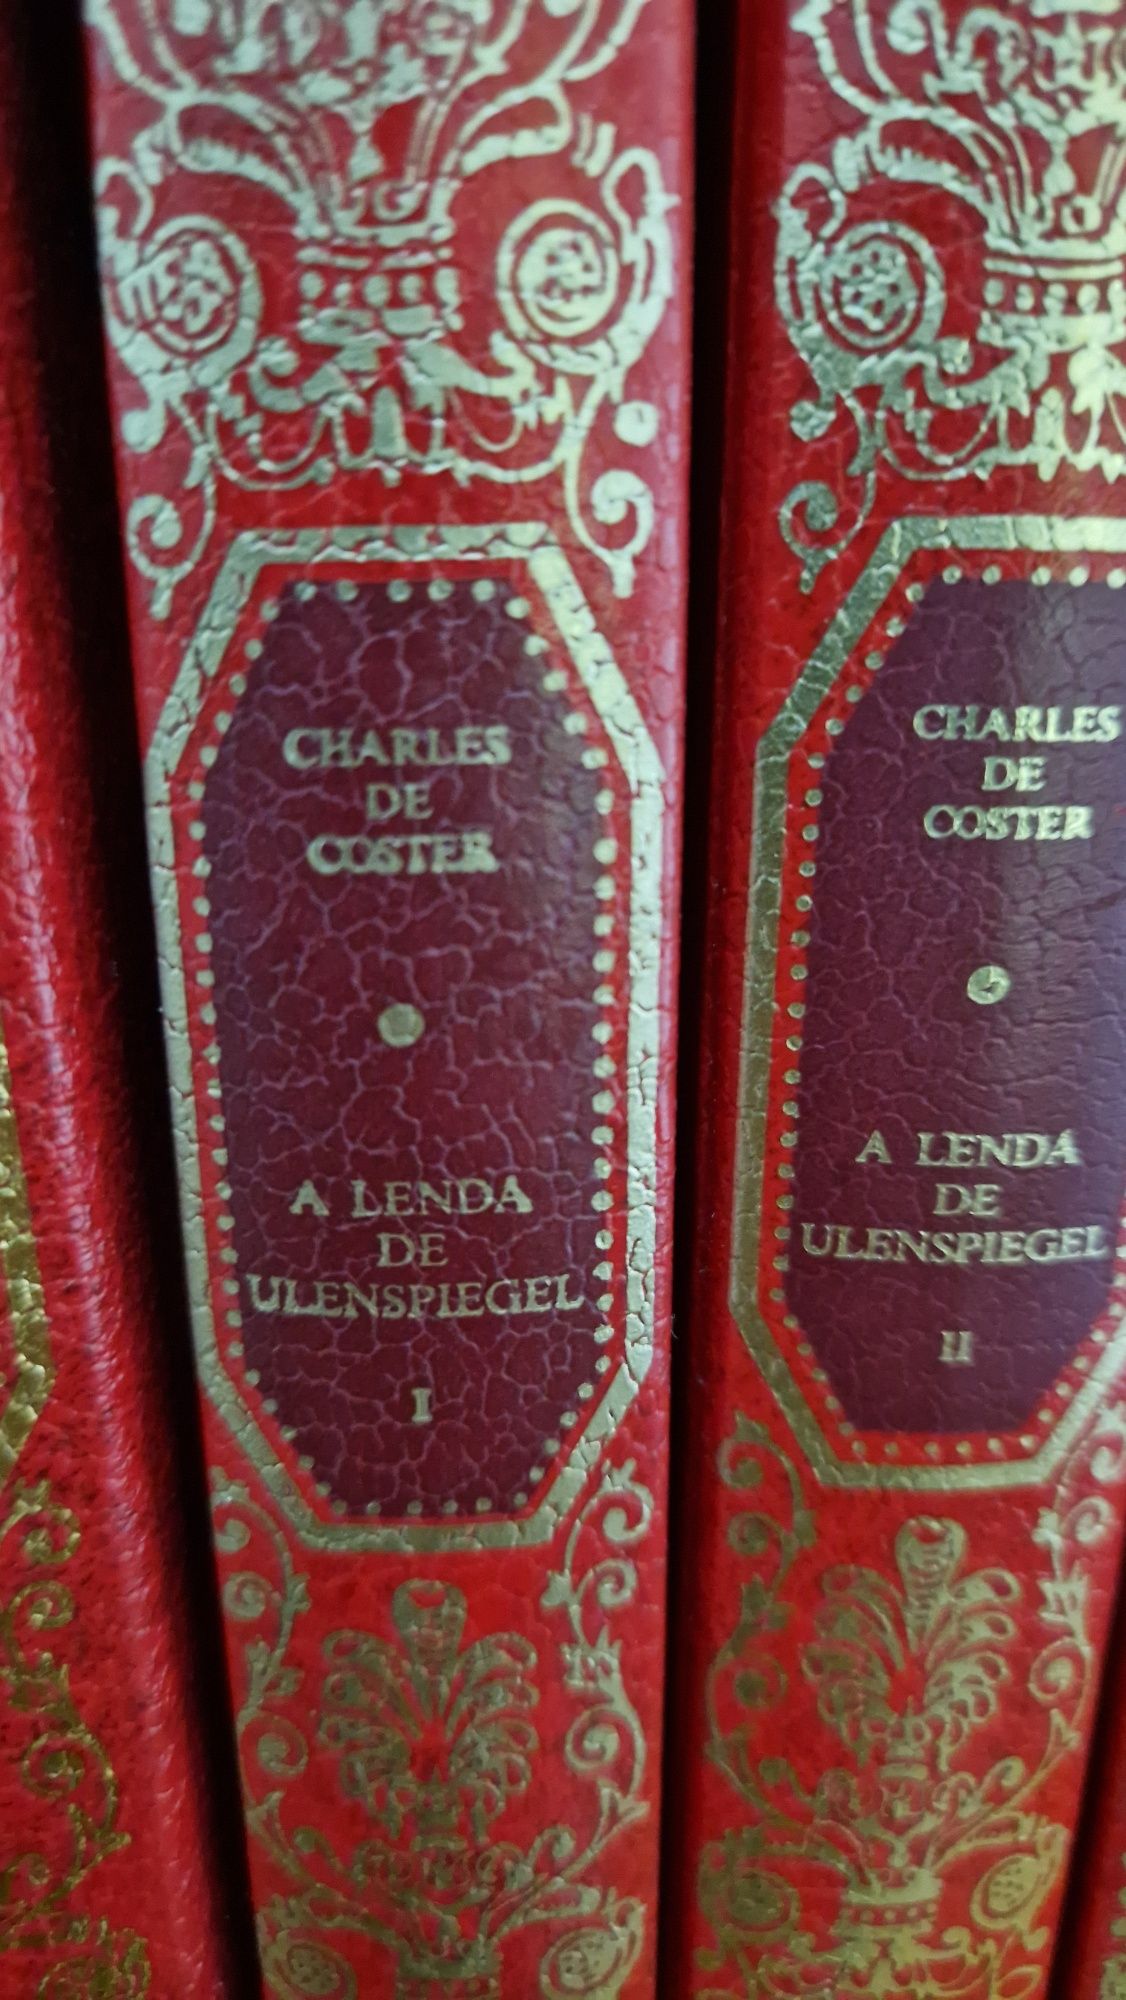 CHARLES
DE
COSTER
A LENDA
DE
ULENSPIEGEL
I
CHARLES
DE
COSTER
A LENDA
DE
ULENSPIEGEL
II